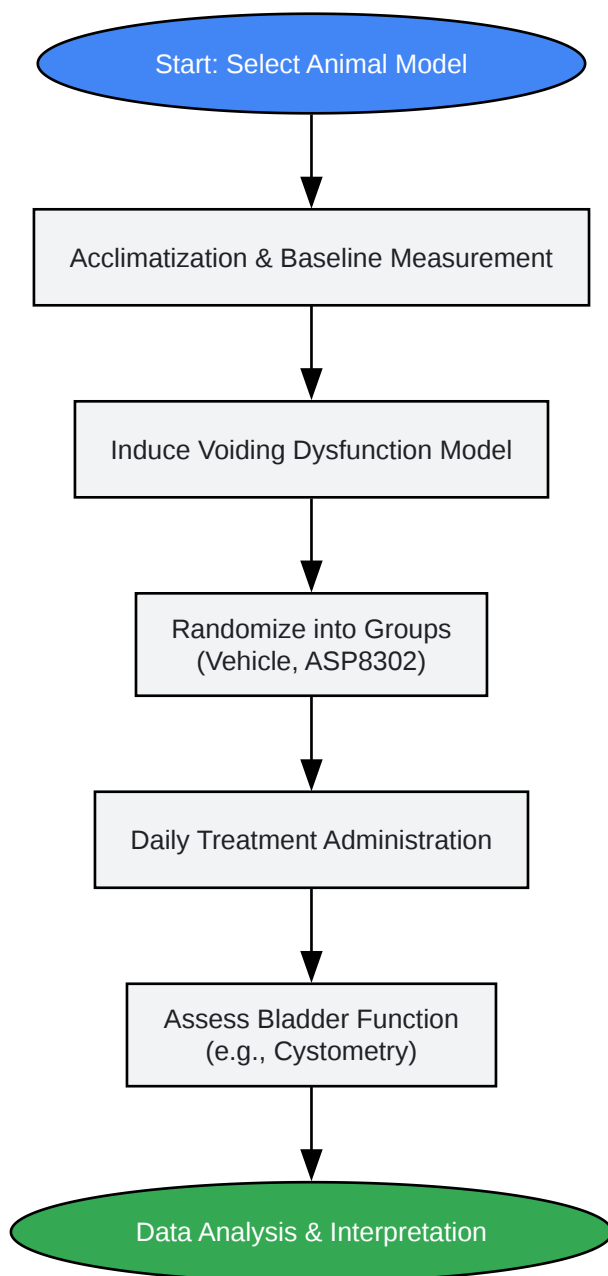 Start: Select Animal Model
Acclimatization & Baseline Measurement
Induce Voiding Dysfunction Model
Randomize into Groups
(Vehicle, ASP8302)
Daily Treatment Administration
Assess Bladder Function
(e.g., Cystometry)
Data Analysis & Interpretation